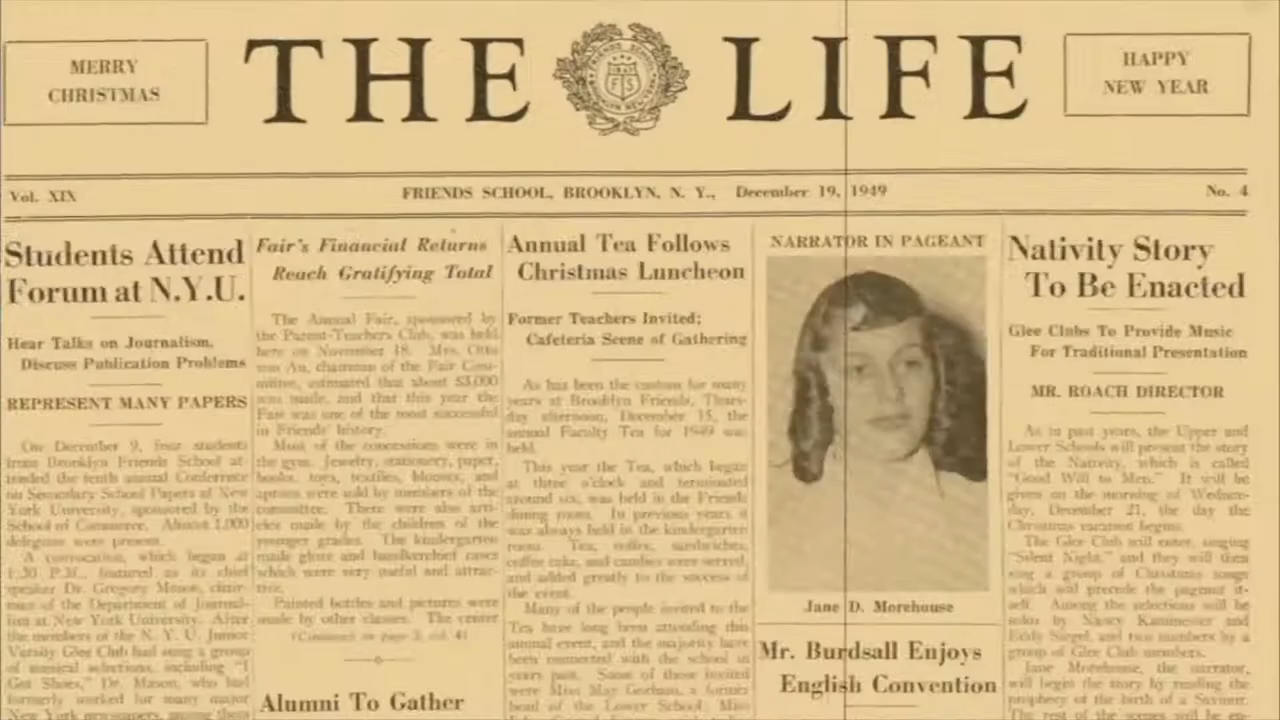 MERRY
CHRISTMAS
THE LIFE
HAPPY
NEW YEAR
Vol. XIX
FRIENDS SCHOOL, BROOKLYN, N. Y., December 19, 1949
No. 4
Students Attend
Forum at N.Y.U.
Hear Talks on Journalism,
Discuss Publication Problems
REPRESENT MANY PAPERS
On December 9, four students
from Brooklyn Friends School at-
tended the tenth annual Conference
on Secondary School Papers at New
York University, sponsored by the
School of Commerce. Almost 1,000
delegates were present.
A convocation, which began at
1:30 P.M., featured as its chief
speaker Dr. Gregory Mason, chair-
man of the Department of Journal-
ism at New York University. After
the members of the N. Y. U. Junior
Varsity Glee Club had sung a group
of musical selections, including "I
Got Shoes," Dr. Mason, who had
formerly worked for many major
New York newspapers, among them
Fair's Financial Returns
Reach Gratifying Total
The Annual Fair, sponsored by
the Parent-Teachers Club, was held
here on November 18. Mrs. Otto
was Au, chairman of the Fair Com-
mittee, estimated that about $3,000
was made, and that this year the
Fair was one of the most successful
in Friends' history.
Most of the concessions were in
the gym. Jewelry, stationery, paper,
books, toys, textiles, blouses, and
aprons were sold by members of the
committee. There were also arti-
cles made by the children of the
younger grades. The kindergarten
made glove and handkerchief cases
which were very useful and attrac-
tive.
Painted bottles and pictures were
made by other classes. The center
(Continued on page 3, col. 4)
Alumni To Gather
Annual Tea Follows
Christmas Luncheon
Former Teachers Invited;
Cafeteria Scene of Gathering
As has been the custom for many
years at Brooklyn Friends, Thurs-
day afternoon, December 15, the
annual Faculty Tea for 1949 was
held.
This year the Tea, which began
at three o'clock and terminated
around six, was held in the Friends
dining room. In previous years it
was always held in the kindergarten
room. Tea, coffee, sandwiches,
coffee cake, and candies were served,
and added greatly to the success of
the event.
Many of the people invited to the
Tea have long been attending this
annual event, and the majority have
been connected with the school in
years past. Some of those invited
were Miss May Gorham, a former
head of the Lower School; Miss
NARRATOR IN PAGEANT
Jane D. Morehouse
Mr. Burdsall Enjoys
English Convention
Nativity Story
To Be Enacted
Glee Clubs To Provide Music
For Traditional Presentation
MR. ROACH DIRECTOR
As in past years, the Upper and
Lower Schools will present the story
of the Nativity, which is called
"Good Will to Men." It will be
given on the morning of Wednes-
day, December 21, the day the
Christmas vacation begins.
The Glee Club will enter, singing
"Silent Night," and they will then
sing a group of Christmas songs
which will precede the pageant it-
self. Among the selections will be
solos by Nancy Kammester and
Eddy Siegel, and two numbers by a
group of Glee Club members.
Jane Morehouse, the narrator,
will begin the story by reading the
prophecy of the birth of a Saviour.
The rest of the scenes will be en-